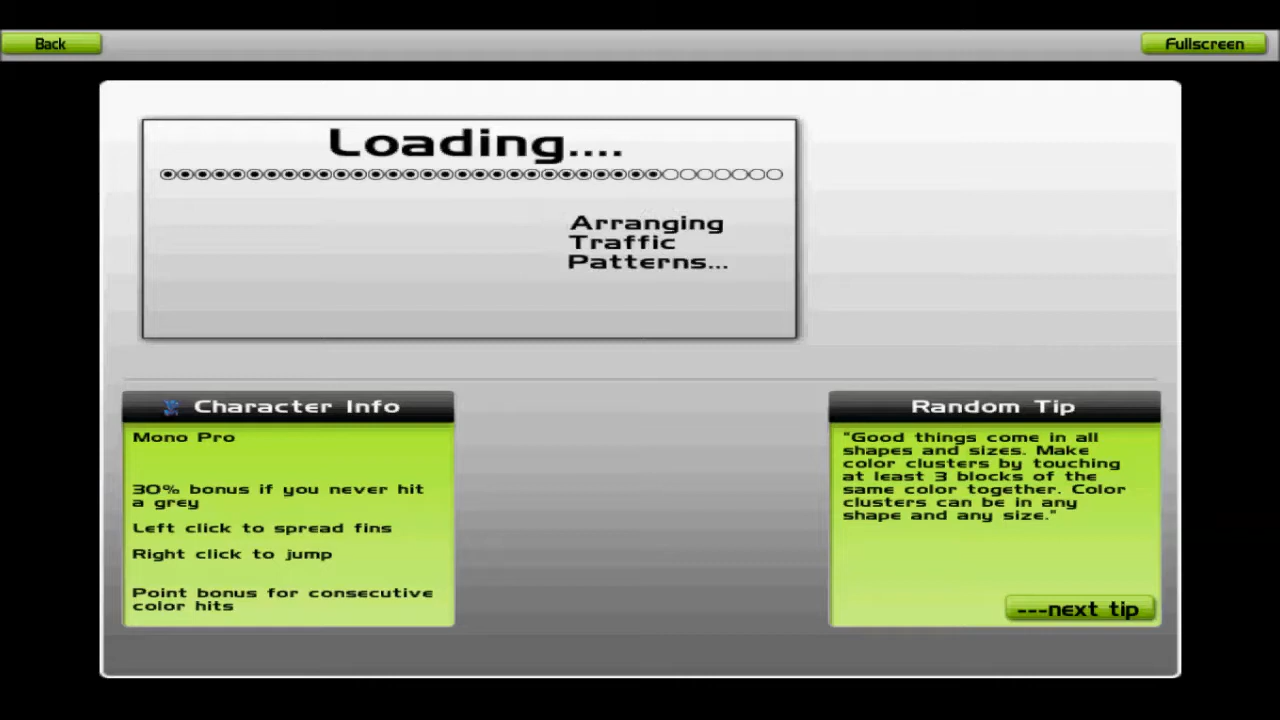 Back
Fullscreen
Loading....
Arranging
Traffic
Patterns...
Character Info
Mono Pro
30% bonus if you never hit
a grey
Left click to spread fins
Right click to jump
Point bonus for consecutive
color hits
Random Tip
"Good things come in all
shapes and sizes. Make
color clusters by touching
at least 3 blocks of the
same color together. Color
clusters can be in any
shape and any size."
---next tip